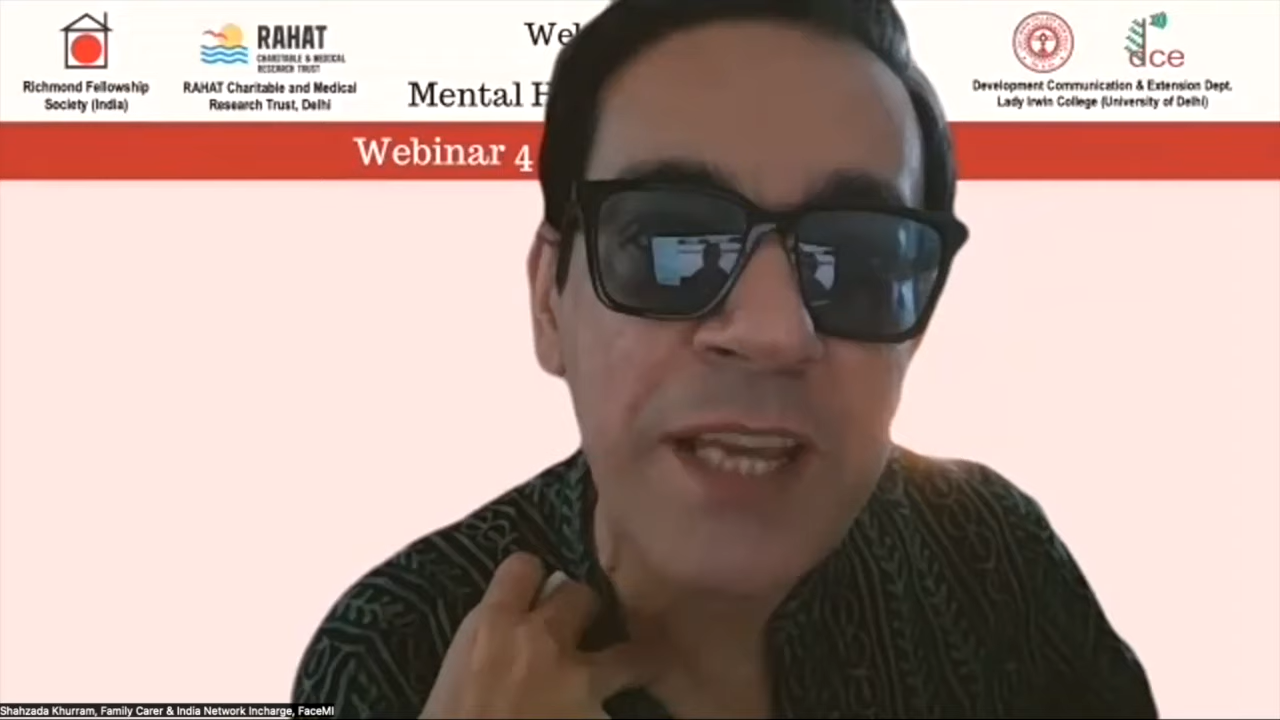 Richmond Fellowship
Society (India)
RAHAT
CHARITABLE & MEDICAL
RESEARCH TRUST
RAHAT Charitable and Medical
Research Trust, Delhi
Mental
Webinar 4
dce
Development Communication & Extension Dept.
Lady Irwin College (University of Delhi)
Shahzada Khurram, Family Carer & India Network Incharge, FaceMI